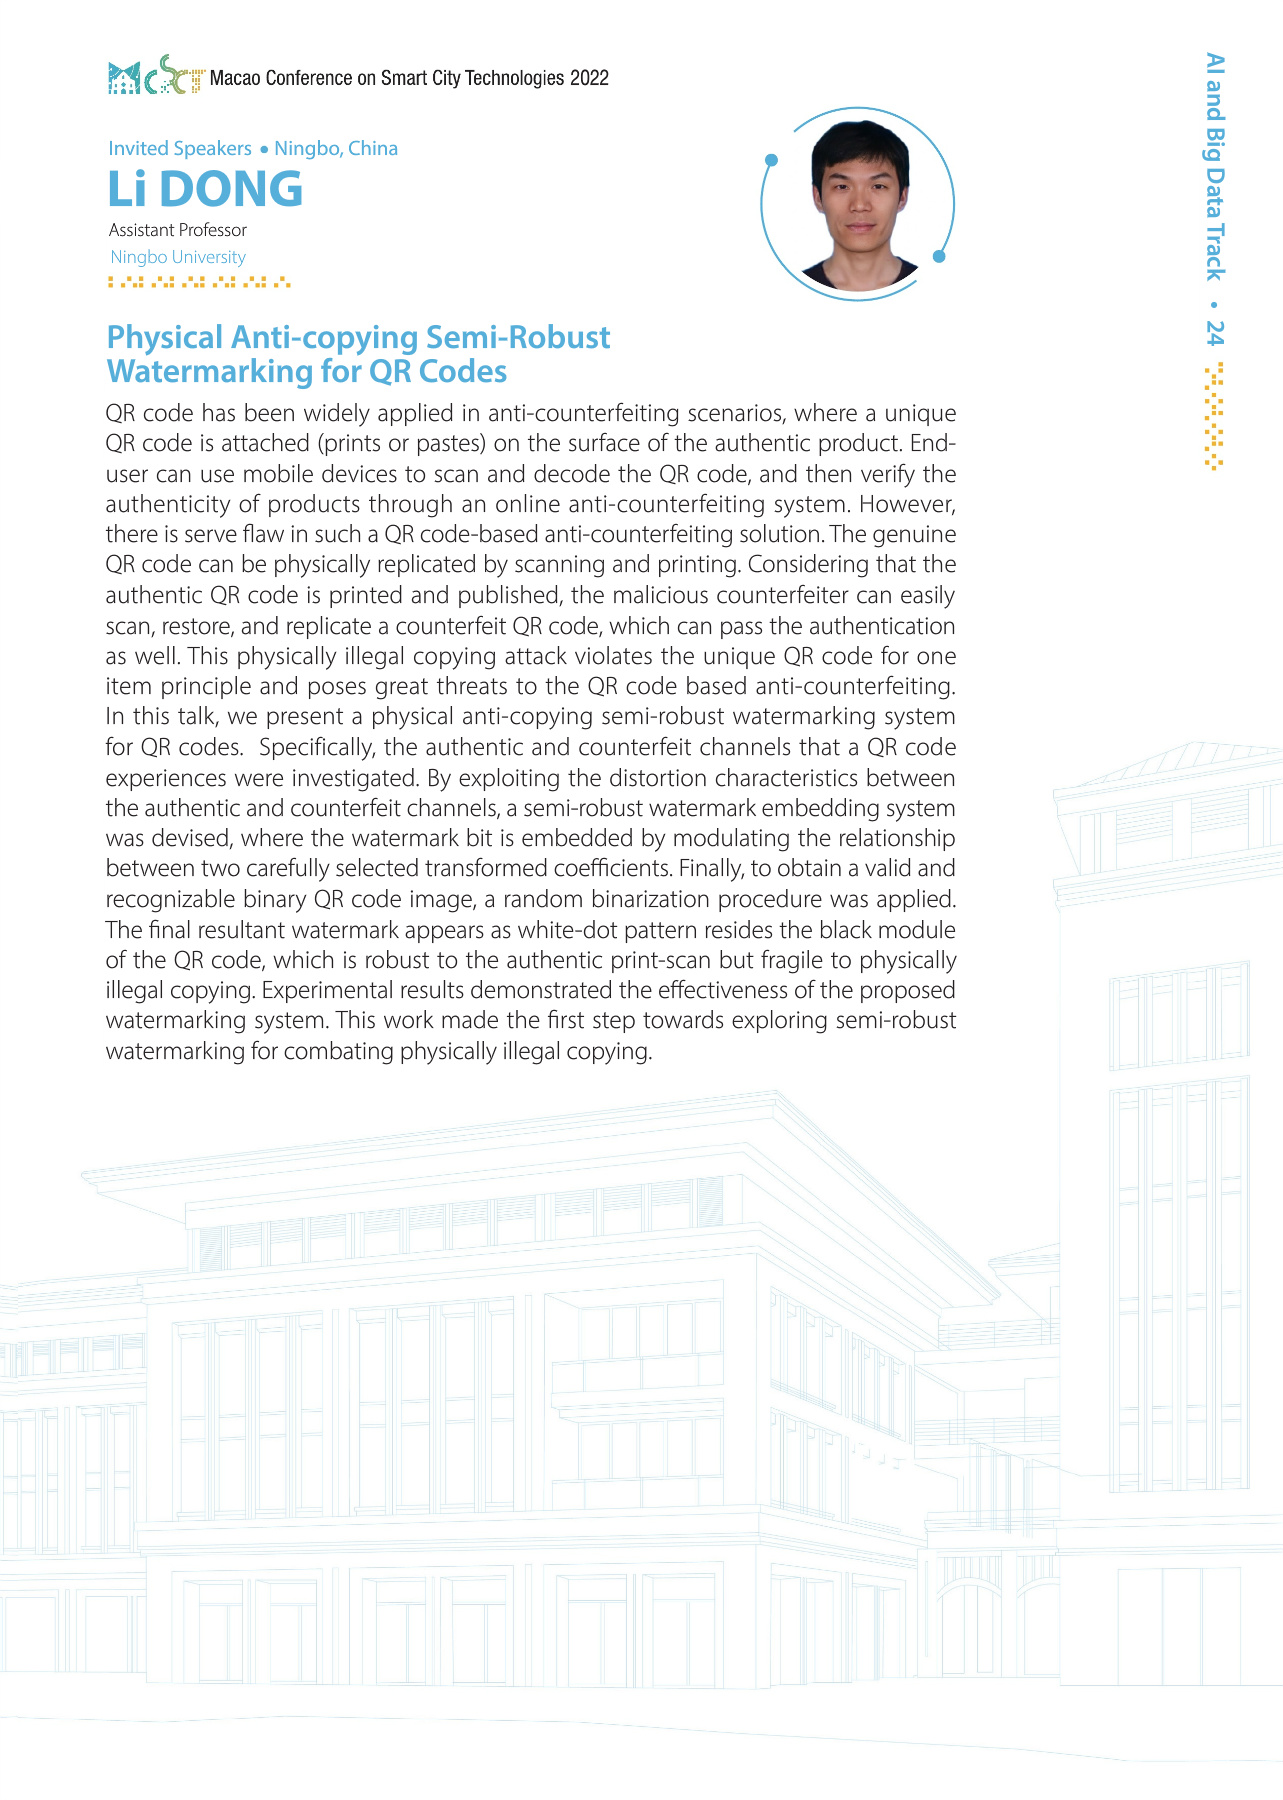 MCSCT Macao Conference on Smart City Technologies 2022
Invited Speakers • Ningbo, China
Li DONG
Assistant Professor
Ningbo University
Physical Anti-copying Semi-Robust
Watermarking for QR Codes
QR code has been widely applied in anti-counterfeiting scenarios, where a unique
QR code is attached (prints or pastes) on the surface of the authentic product. End-
user can use mobile devices to scan and decode the QR code, and then verify the
authenticity of products through an online anti-counterfeiting system. However,
there is serve flaw in such a QR code-based anti-counterfeiting solution. The genuine
QR code can be physically replicated by scanning and printing. Considering that the
authentic QR code is printed and published, the malicious counterfeiter can easily
scan, restore, and replicate a counterfeit QR code, which can pass the authentication
as well. This physically illegal copying attack violates the unique QR code for one
item principle and poses great threats to the QR code based anti-counterfeiting.
In this talk, we present a physical anti-copying semi-robust watermarking system
for QR codes.  Specifically, the authentic and counterfeit channels that a QR code
experiences were investigated. By exploiting the distortion characteristics between
the authentic and counterfeit channels, a semi-robust watermark embedding system
was devised, where the watermark bit is embedded by modulating the relationship
between two carefully selected transformed coefficients. Finally, to obtain a valid and
recognizable binary QR code image, a random binarization procedure was applied.
The final resultant watermark appears as white-dot pattern resides the black module
of the QR code, which is robust to the authentic print-scan but fragile to physically
illegal copying. Experimental results demonstrated the effectiveness of the proposed
watermarking system. This work made the first step towards exploring semi-robust
watermarking for combating physically illegal copying.
AI and Big Data Track • 24